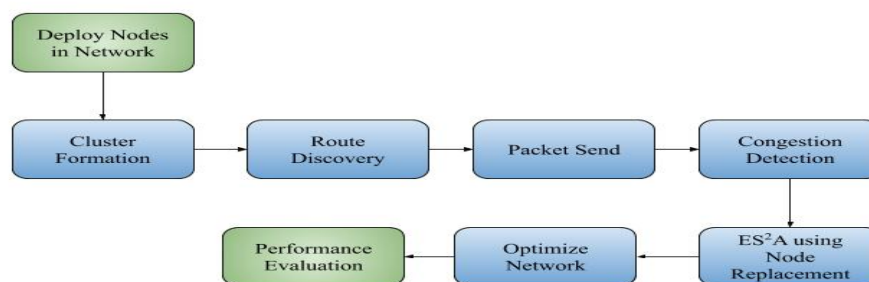 Deploy Nodes
in Network
Cluster
Formation
Route
Discovery
Packet Send
Congestion
Detection
ES²A using
Node
Replacement
Optimize
Network
Performance
Evaluation